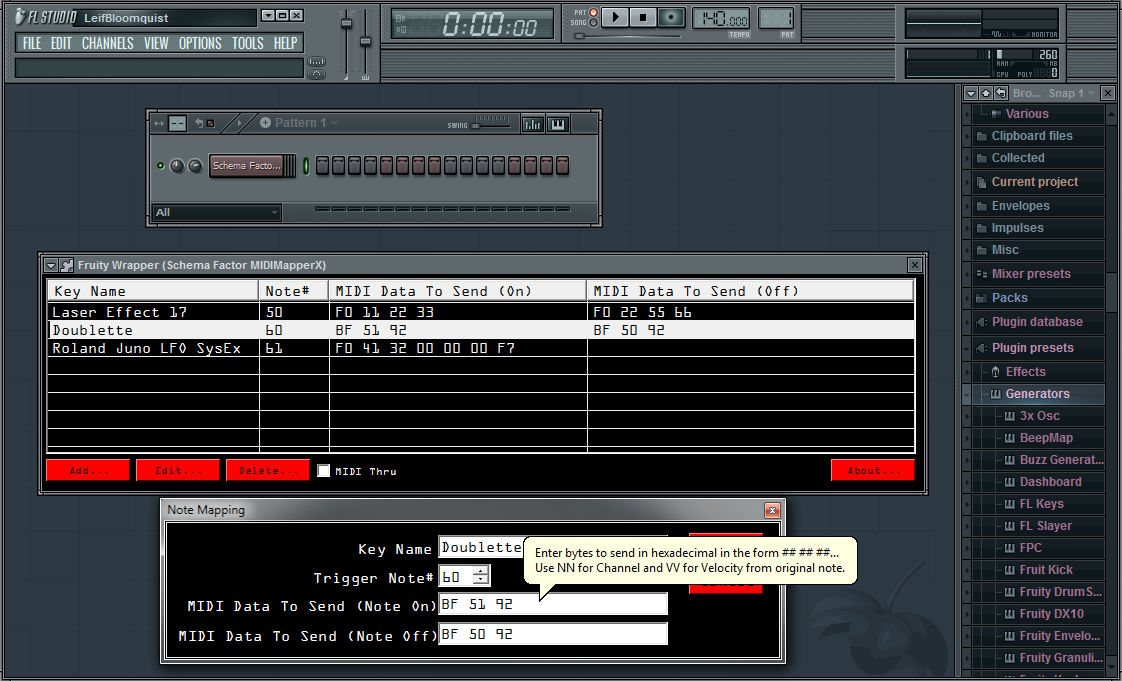 FL STUDIO LeifBloomquist
FILE EDIT CHANNELS VIEW OPTIONS TOOLS HELP
0:00:00
PAT
SONG
140.000
TEMPO
1
PAT
MONITOR
260
RAM MB
CPU POLY 0
Pattern 1
SWING
Schema Facto...
All
Bro... Snap 1
Various
Clipboard files
Collected
Current project
Envelopes
Impulses
Misc
Mixer presets
Packs
Plugin database
Plugin presets
Effects
Generators
3x Osc
BeepMap
Buzz Generat...
Dashboard
FL Keys
FL Slayer
FPC
Fruit Kick
Fruity DrumS...
Fruity DX10
Fruity Envelo...
Fruity Granuli...
Fruity Wrapper (Schema Factor MIDIMapperX)
Key Name Note# MIDI Data To Send (On) MIDI Data To Send (Off)
Laser Effect 17 50 F0 11 22 33 F0 22 55 66
Doublette 60 BF 51 92 BF 50 92
Roland Juno LFO SysEx 61 F0 41 32 00 00 00 F7
Add... Edit... Delete... MIDI Thru About...
Note Mapping
Key Name Doublette
Trigger Note# 60
MIDI Data To Send (Note On) BF 51 92
MIDI Data To Send (Note Off) BF 50 92
Enter bytes to send in hexadecimal in the form ## ## ##...
Use NN for Channel and VV for Velocity from original note.